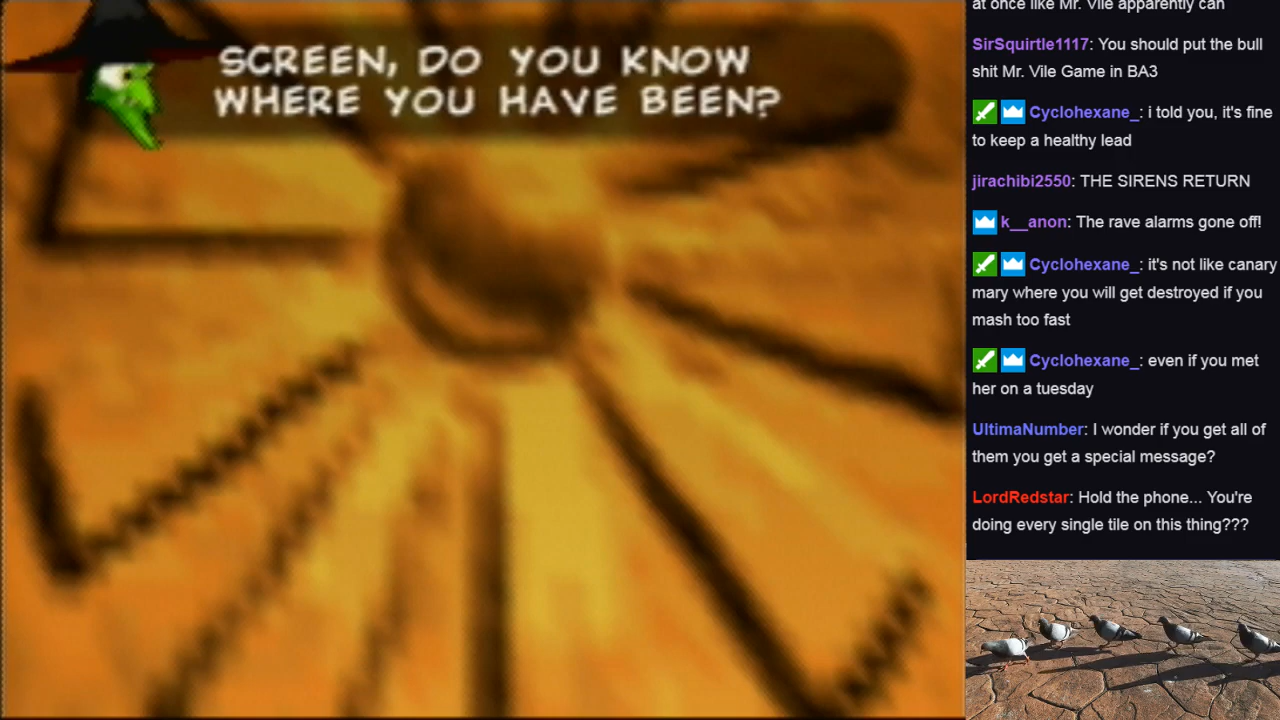 SCREEN, DO YOU KNOW
WHERE YOU HAVE BEEN?
at once like Mr. Vile apparently can
SirSquirtle1117: You should put the bull
shit Mr. Vile Game in BA3
Cyclohexane_: i told you, it's fine
to keep a healthy lead
jirachibi2550: THE SIRENS RETURN
k__anon: The rave alarms gone off!
Cyclohexane_: it's not like canary
mary where you will get destroyed if you
mash too fast
Cyclohexane_: even if you met
her on a tuesday
UltimaNumber: I wonder if you get all of
them you get a special message?
LordRedstar: Hold the phone... You're
doing every single tile on this thing???